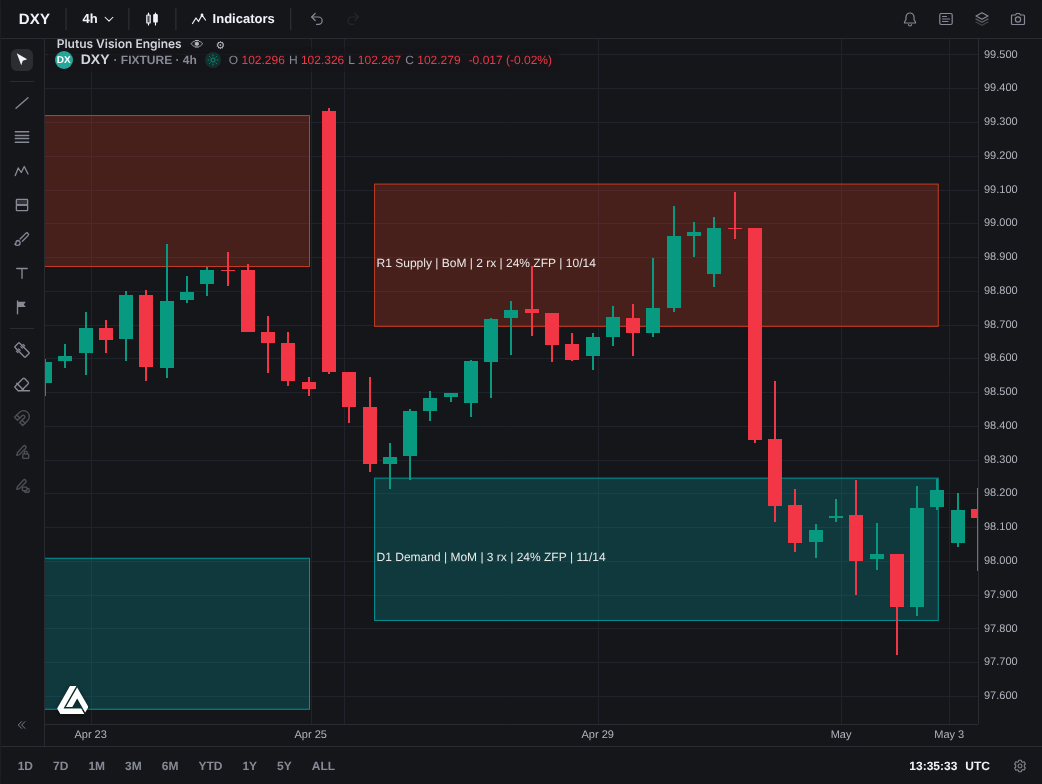 DXY 4h Indicators
Plutus Vision Engines
DX DXY · FIXTURE · 4h O 102.296 H 102.326 L 102.267 C 102.279 -0.017 (-0.02%)
99.500
99.400
99.300
99.200
99.100
99.000
98.900
R1 Supply | BoM | 2 rx | 24% ZFP | 10/14
98.800
98.700
98.600
98.500
98.400
98.300
98.200
98.100
D1 Demand | MoM | 3 rx | 24% ZFP | 11/14
98.000
97.900
97.800
97.700
97.600
Apr 23 Apr 25 Apr 29 May May 3
1D 7D 1M 3M 6M YTD 1Y 5Y ALL 13:35:33 UTC